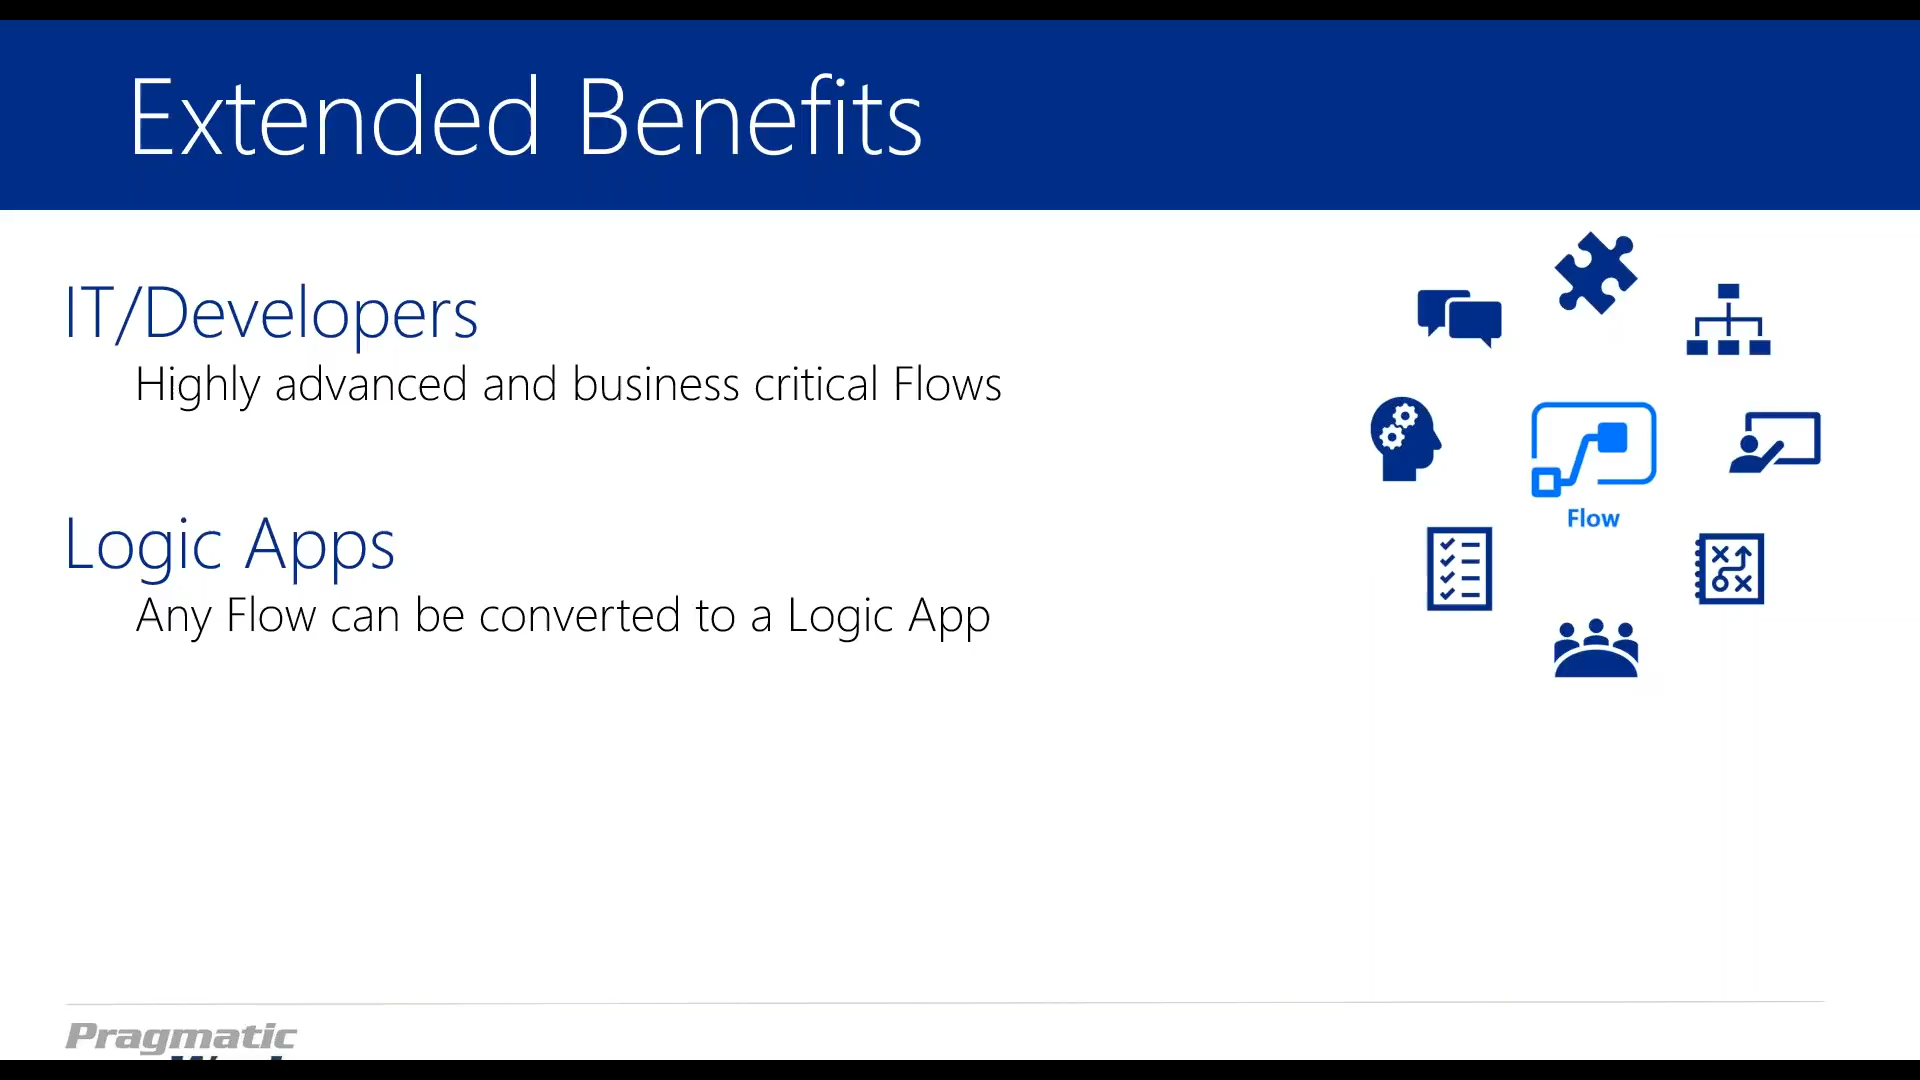 Extended Benefits
IT/Developers
Highly advanced and business critical Flows
Logic Apps
Any Flow can be converted to a Logic App
Flow
Pragmatic